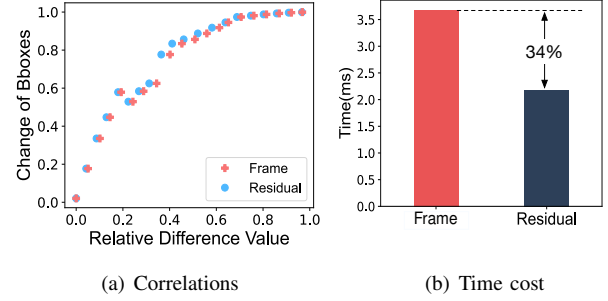 1.0
0.8
0.6
0.4
0.2
0.0
Change of Bboxes
Frame
Residual
0.0 0.2 0.4 0.6 0.8 1.0
Relative Difference Value
(a) Correlations
3.5
3.0
2.5
2.0
1.5
1.0
0.5
0.0
Time(ms)
34%
Frame Residual
(b) Time cost